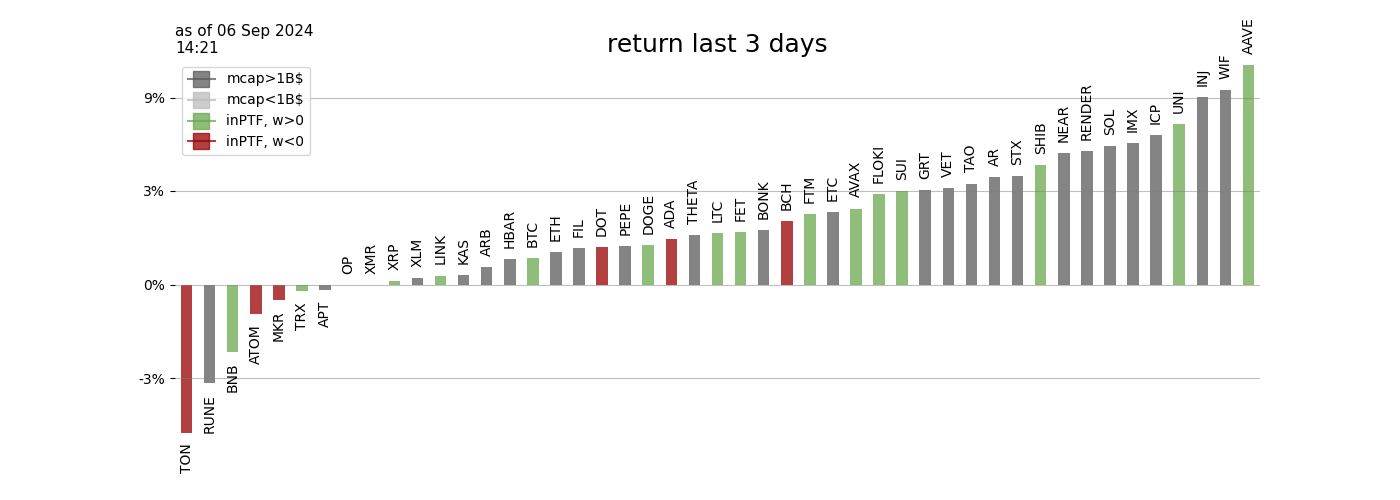 as of 06 Sep 2024
14:21
return last 3 days
mcap>1B$
mcap<1B$
inPTF, w>0
inPTF, w<0
9%
3%
0%
-3%
TON
RUNE
BNB
ATOM
MKR
TRX
APT
OP
XMR
XRP
XLM
LINK
KAS
ARB
HBAR
BTC
ETH
FIL
DOT
PEPE
DOGE
ADA
THETA
LTC
FET
BONK
BCH
FTM
ETC
AVAX
FLOKI
SUI
GRT
VET
TAO
AR
STX
SHIB
NEAR
RENDER
SOL
IMX
ICP
UNI
INJ
WIF
AAVE